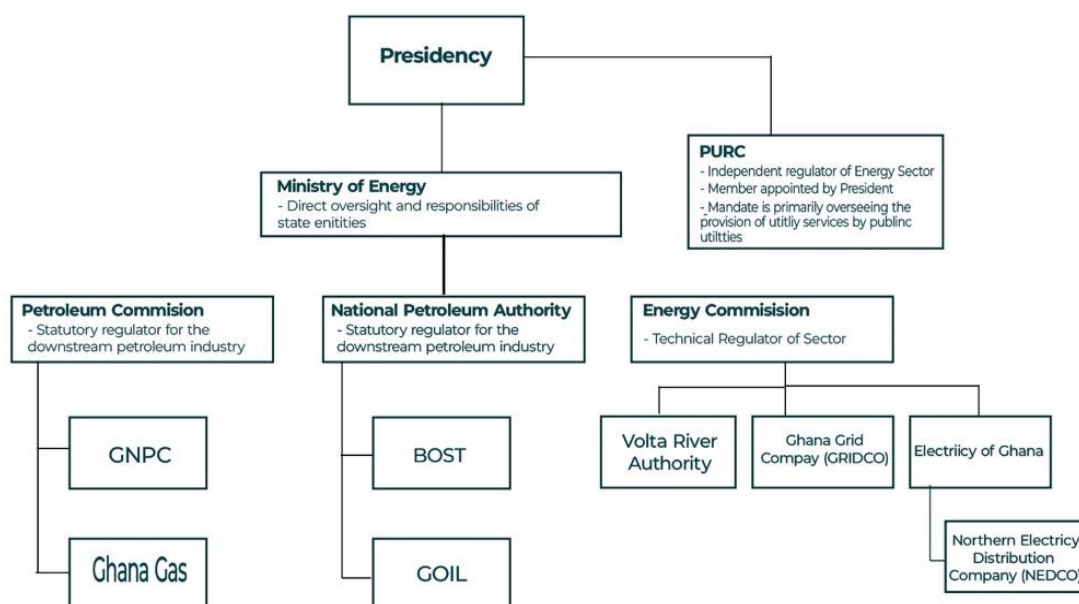 Presidency
PURC
- Independent regulator of Energy Sector
- Member appointed by President
- Mandate is primarily overseeing the
provision of utitliy services by publinc
utiltties
Ministry of Energy
- Direct oversight and responsibilities of
state enitities
Petroleum Commision
- Statutory regulator for the
downstream petroleum industry
National Petroleum Authority
- Statutory regulator for the
downstream petroleum industry
Energy Commisision
- Technical Regulator of Sector
GNPC
BOST
Volta River
Authority
Ghana Grid
Compay (GRIDCO)
Electriicy of Ghana
Ghana Gas
GOIL
Northern Electricy
Distribution
Company (NEDCO)